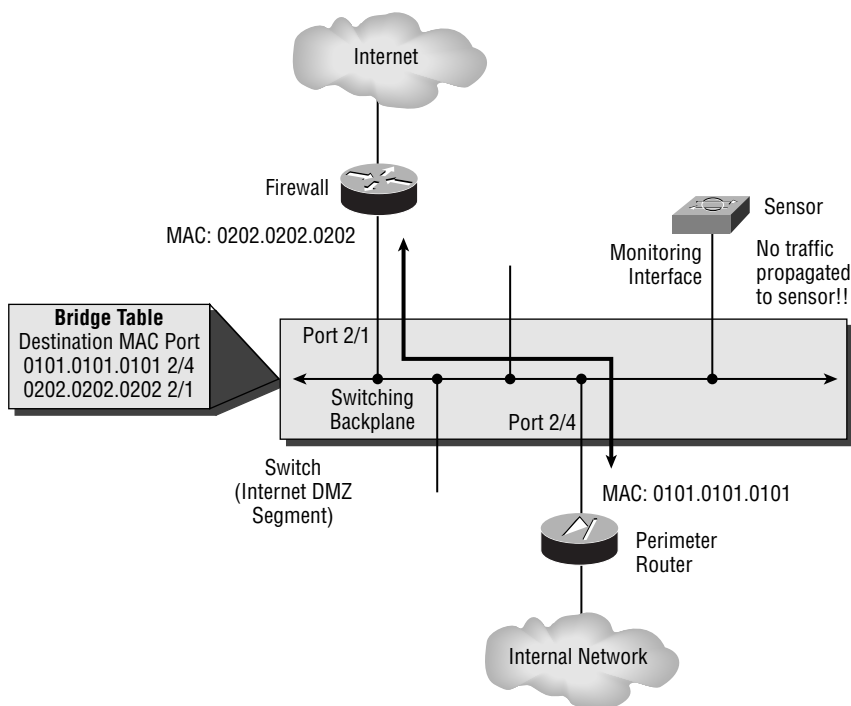 Internet
Firewall
MAC: 0202.0202.0202
Sensor
Monitoring
Interface
No traffic
propagated
to sensor!!
Bridge Table
Destination MAC Port
0101.0101.0101 2/4
0202.0202.0202 2/1
Port 2/1
Switching
Backplane
Port 2/4
Switch
(Internet DMZ
Segment)
MAC: 0101.0101.0101
Perimeter
Router
Internal Network